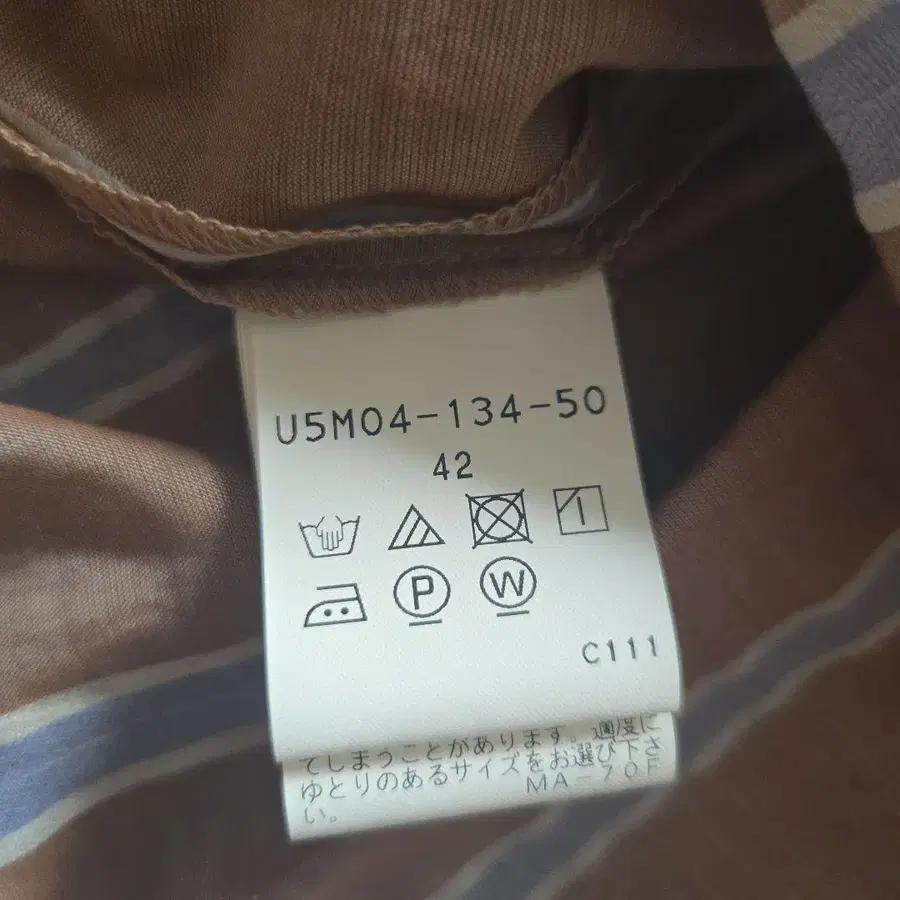 U5M04-134-50
42
P W
C111
てしまうことがあります。適度に
ゆとりのあるサイズをお選び下さ
い。 MA-70F